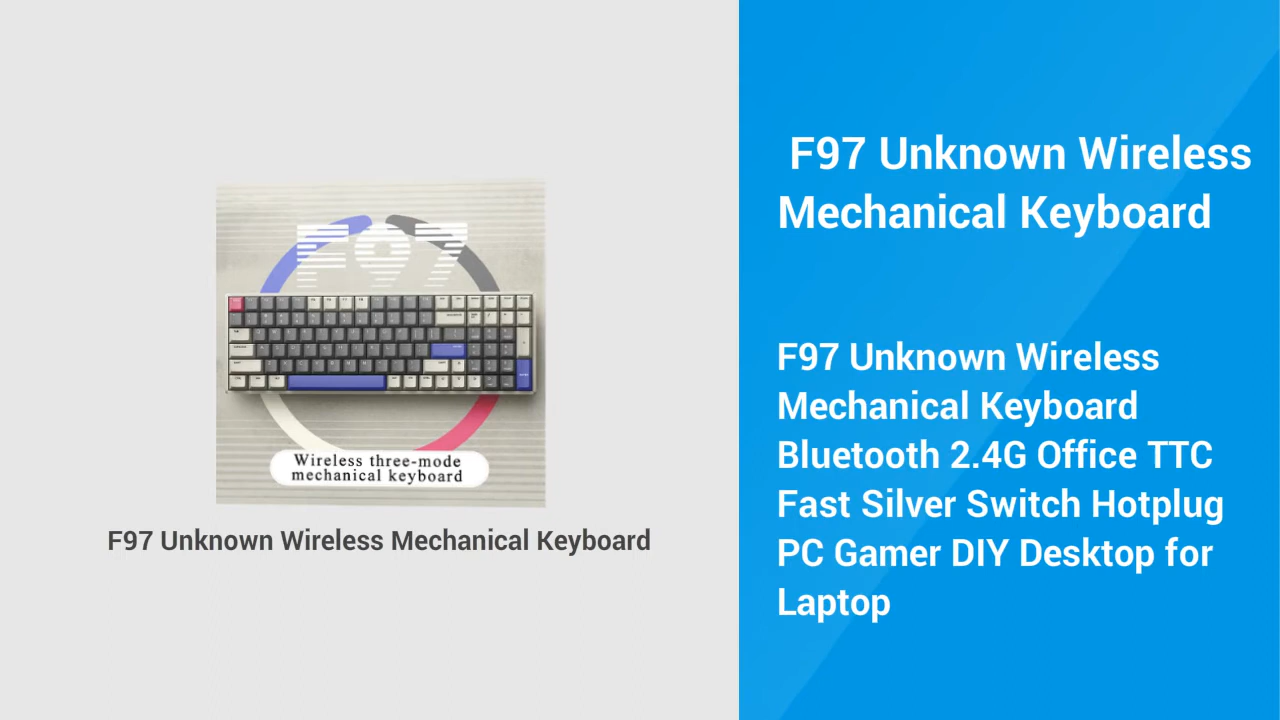 F97
Wireless three-mode
mechanical keyboard
F97 Unknown Wireless Mechanical Keyboard
F97 Unknown Wireless
Mechanical Keyboard
F97 Unknown Wireless
Mechanical Keyboard
Bluetooth 2.4G Office TTC
Fast Silver Switch Hotplug
PC Gamer DIY Desktop for
Laptop